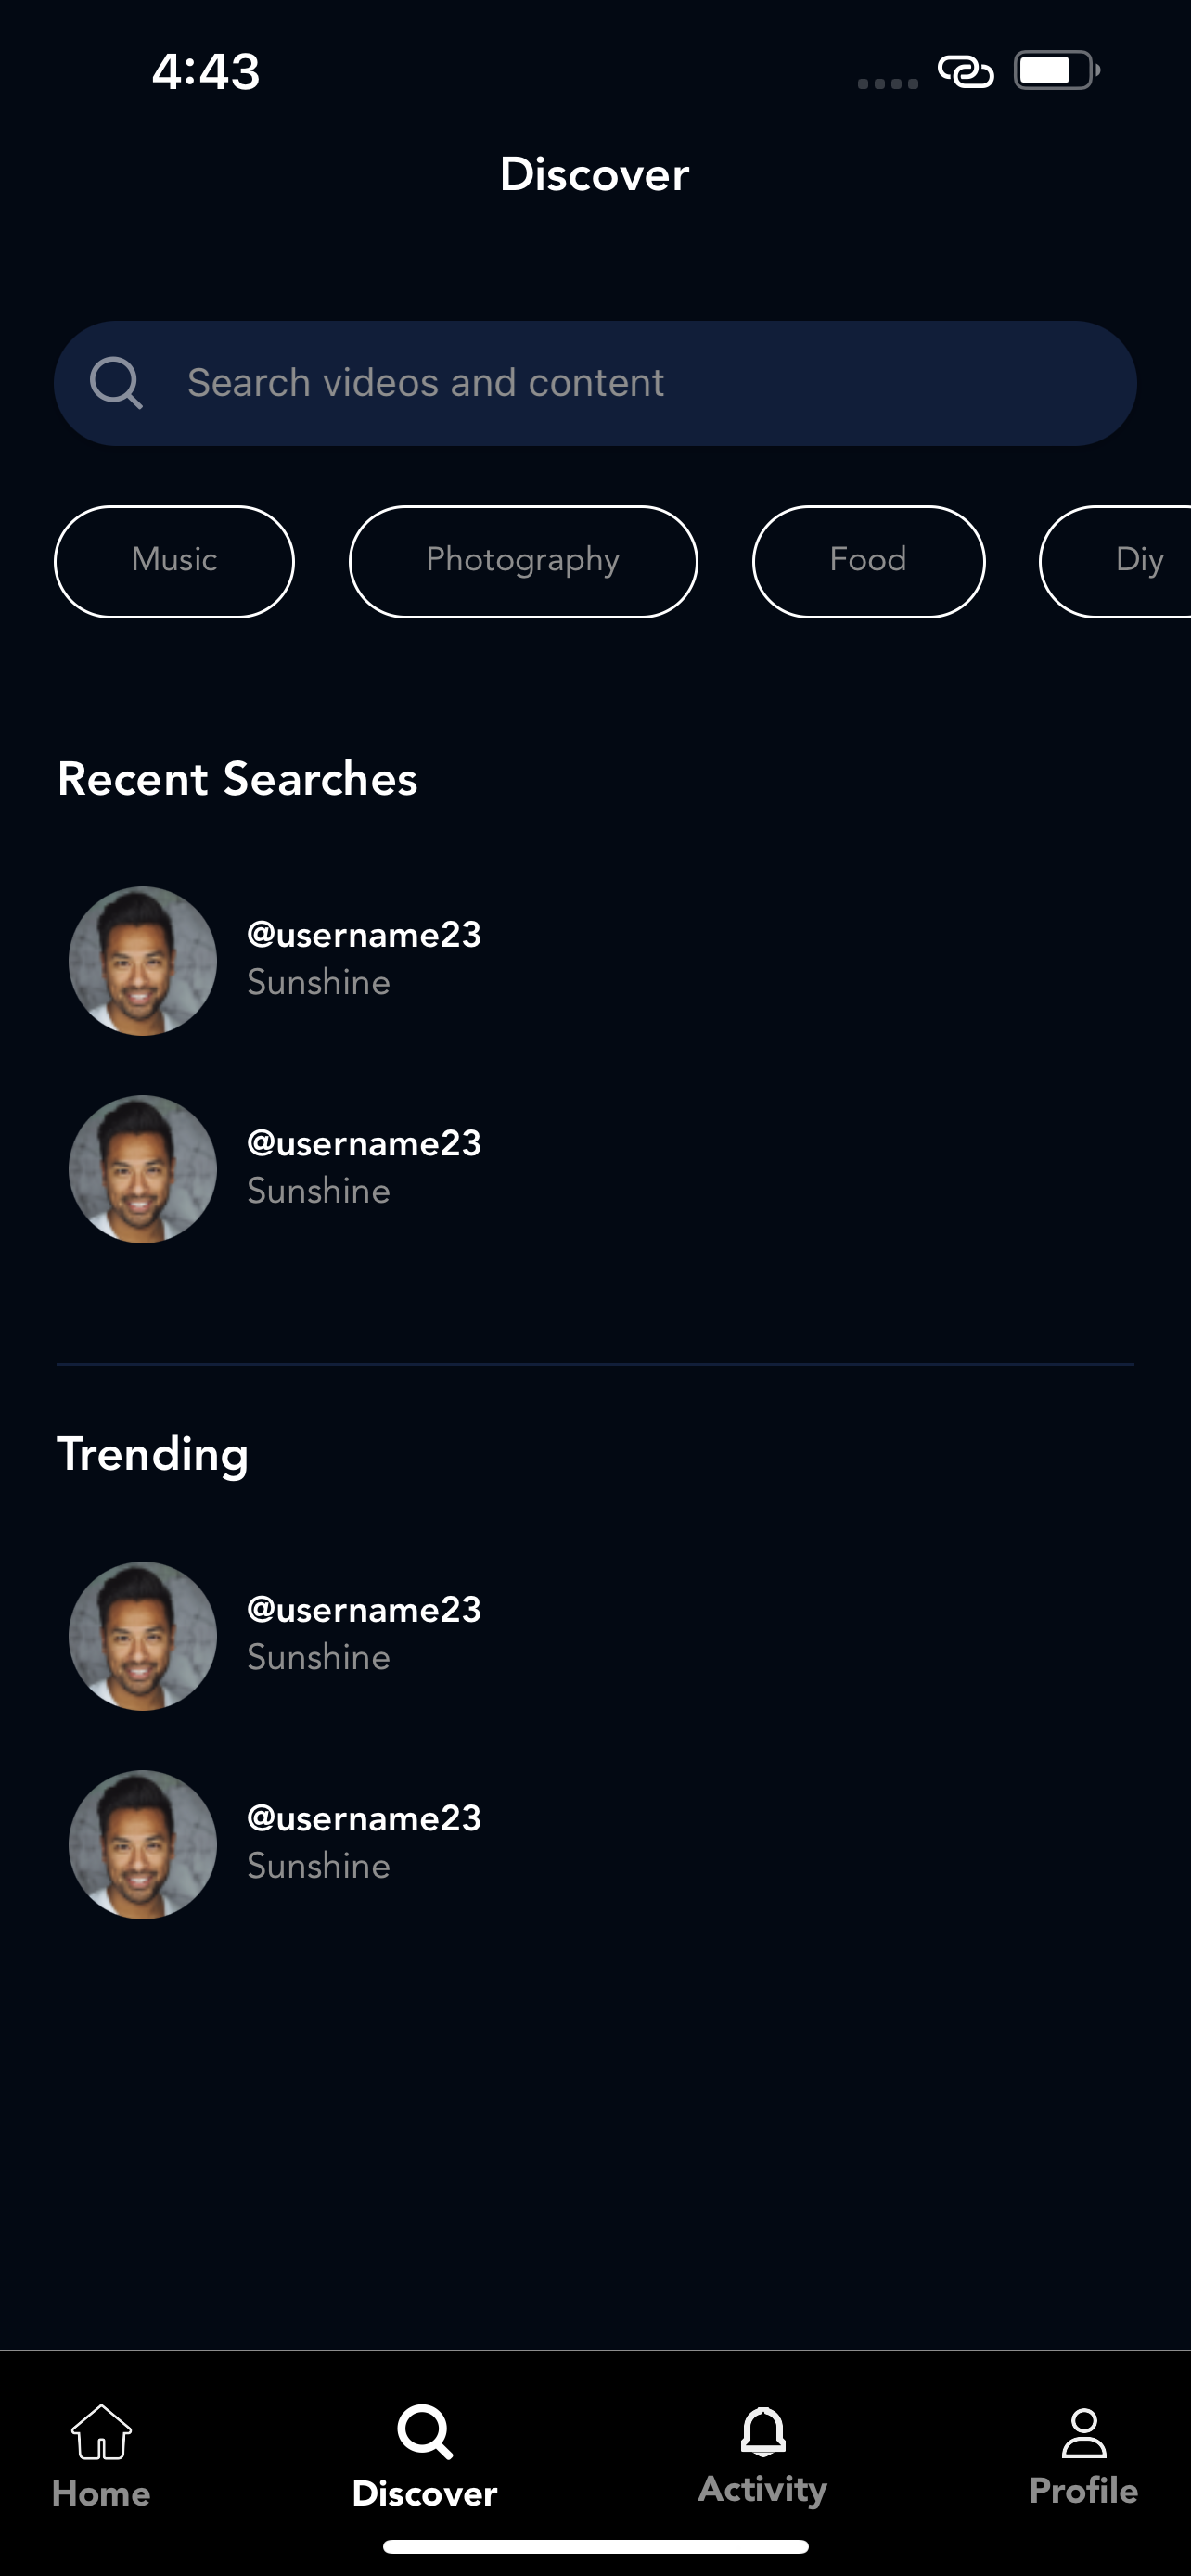 4:43
Discover
Search videos and content
Music Photography Food Diy
Recent Searches
@username23
Sunshine
@username23
Sunshine
Trending
@username23
Sunshine
@username23
Sunshine
Home Discover Activity Profile